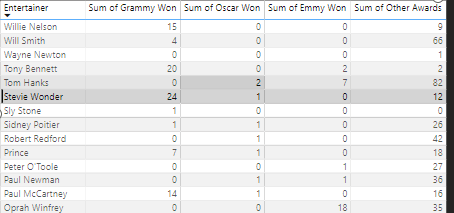 Entertainer Sum of Grammy Won Sum of Oscar Won Sum of Emmy Won Sum of Other Awards
Willie Nelson 15 0 0 9
Will Smith 4 0 0 66
Wayne Newton 0 0 0 1
Tony Bennett 20 0 2 2
Tom Hanks 0 2 7 82
Stevie Wonder 24 1 0 12
Sly Stone 1 0 0 0
Sidney Poitier 1 1 0 26
Robert Redford 0 1 0 42
Prince 7 1 0 18
Peter O'Toole 0 0 1 27
Paul Newman 0 1 1 36
Paul McCartney 14 1 0 16
Oprah Winfrey 0 0 18 35